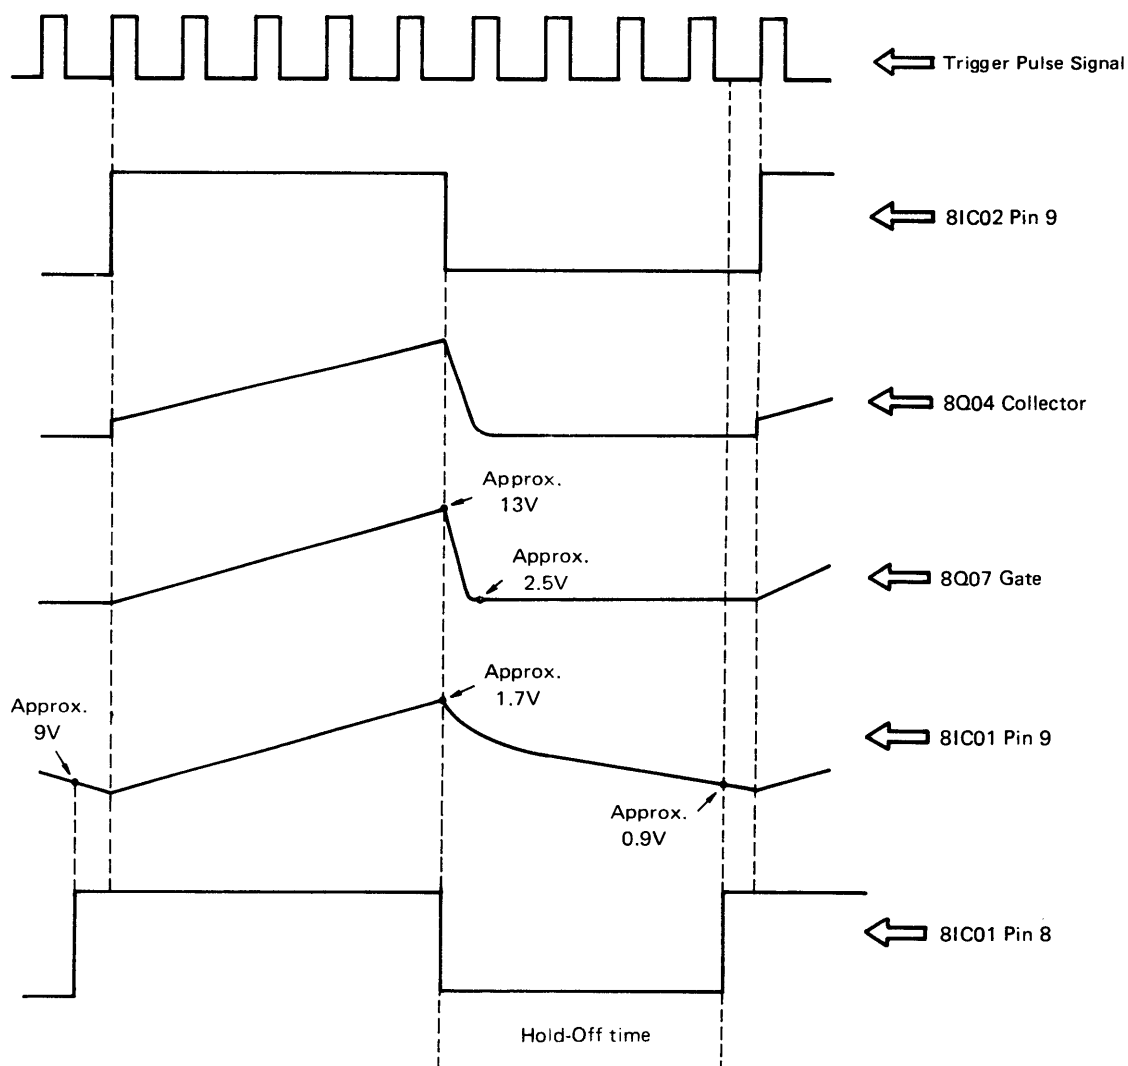 Trigger Pulse Signal
8IC02 Pin 9
8Q04 Collector
Approx.
13V
Approx.
2.5V
8Q07 Gate
Approx.
1.7V
Approx.
9V
8IC01 Pin 9
Approx.
0.9V
8IC01 Pin 8
Hold-Off time